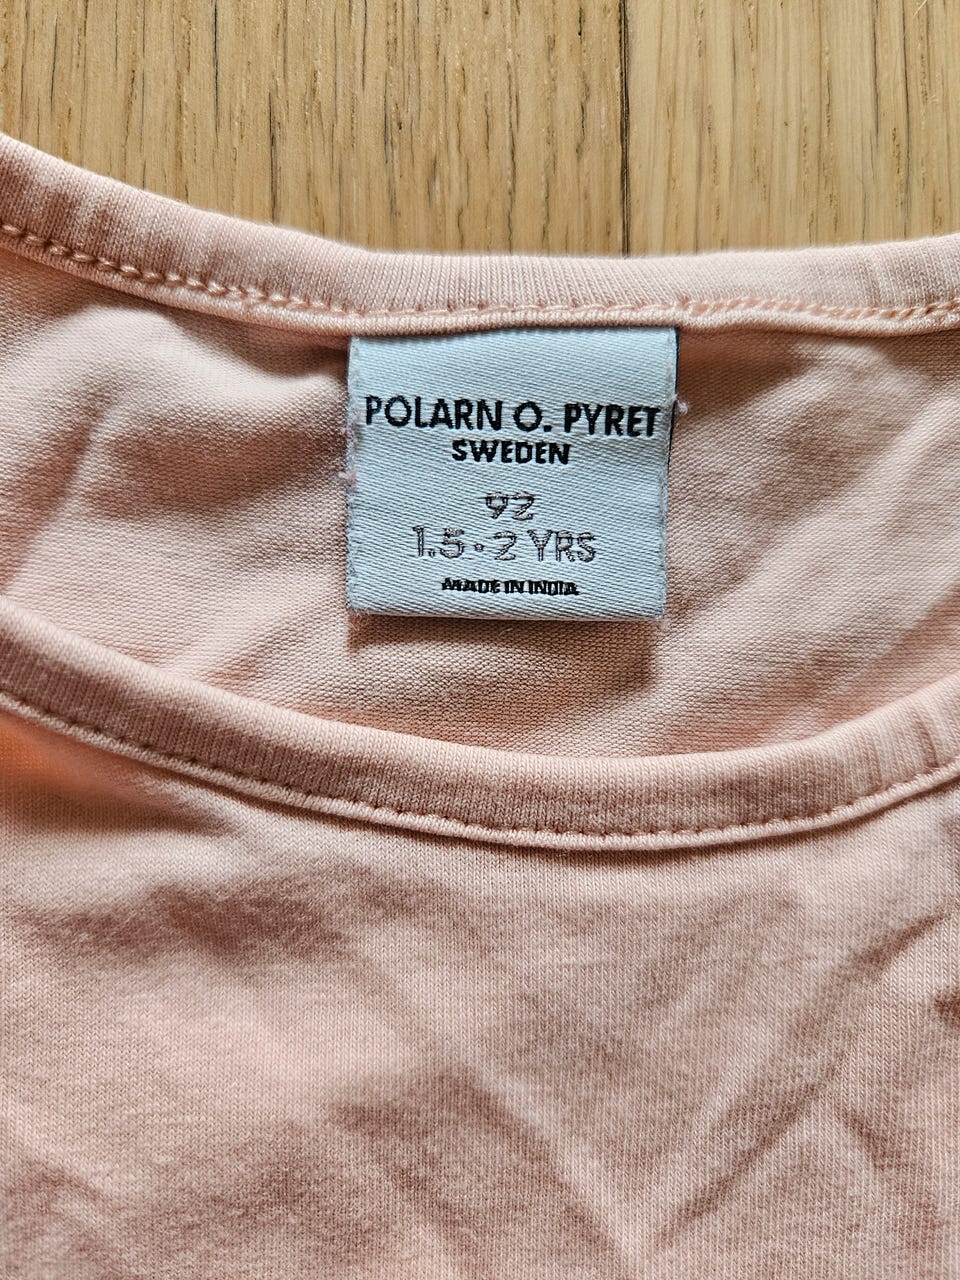 POLARN O. PYRET
SWEDEN
92
1.5-2 YRS
MADE IN INDIA